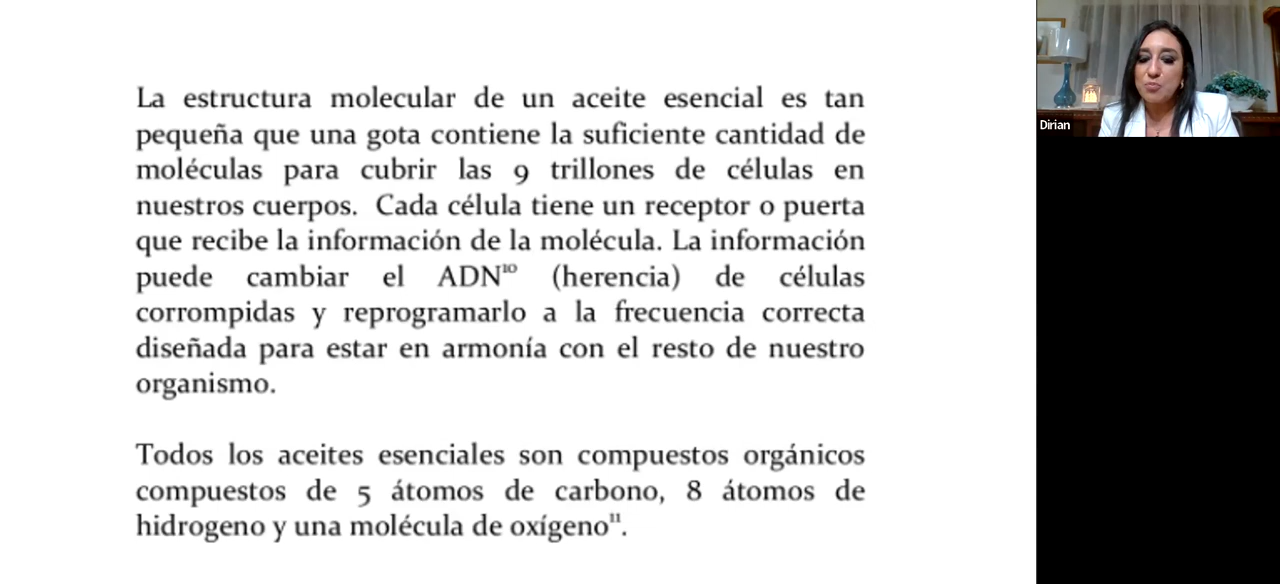 La estructura molecular de un aceite esencial es tan
pequeña que una gota contiene la suficiente cantidad de
moléculas para cubrir las 9 trillones de células en
nuestros cuerpos. Cada célula tiene un receptor o puerta
que recibe la información de la molécula. La información
puede cambiar el ADN¹⁰ (herencia) de células
corrompidas y reprogramarlo a la frecuencia correcta
diseñada para estar en armonía con el resto de nuestro
organismo.
Todos los aceites esenciales son compuestos orgánicos
compuestos de 5 átomos de carbono, 8 átomos de
hidrogeno y una molécula de oxígeno¹¹.
Dirian